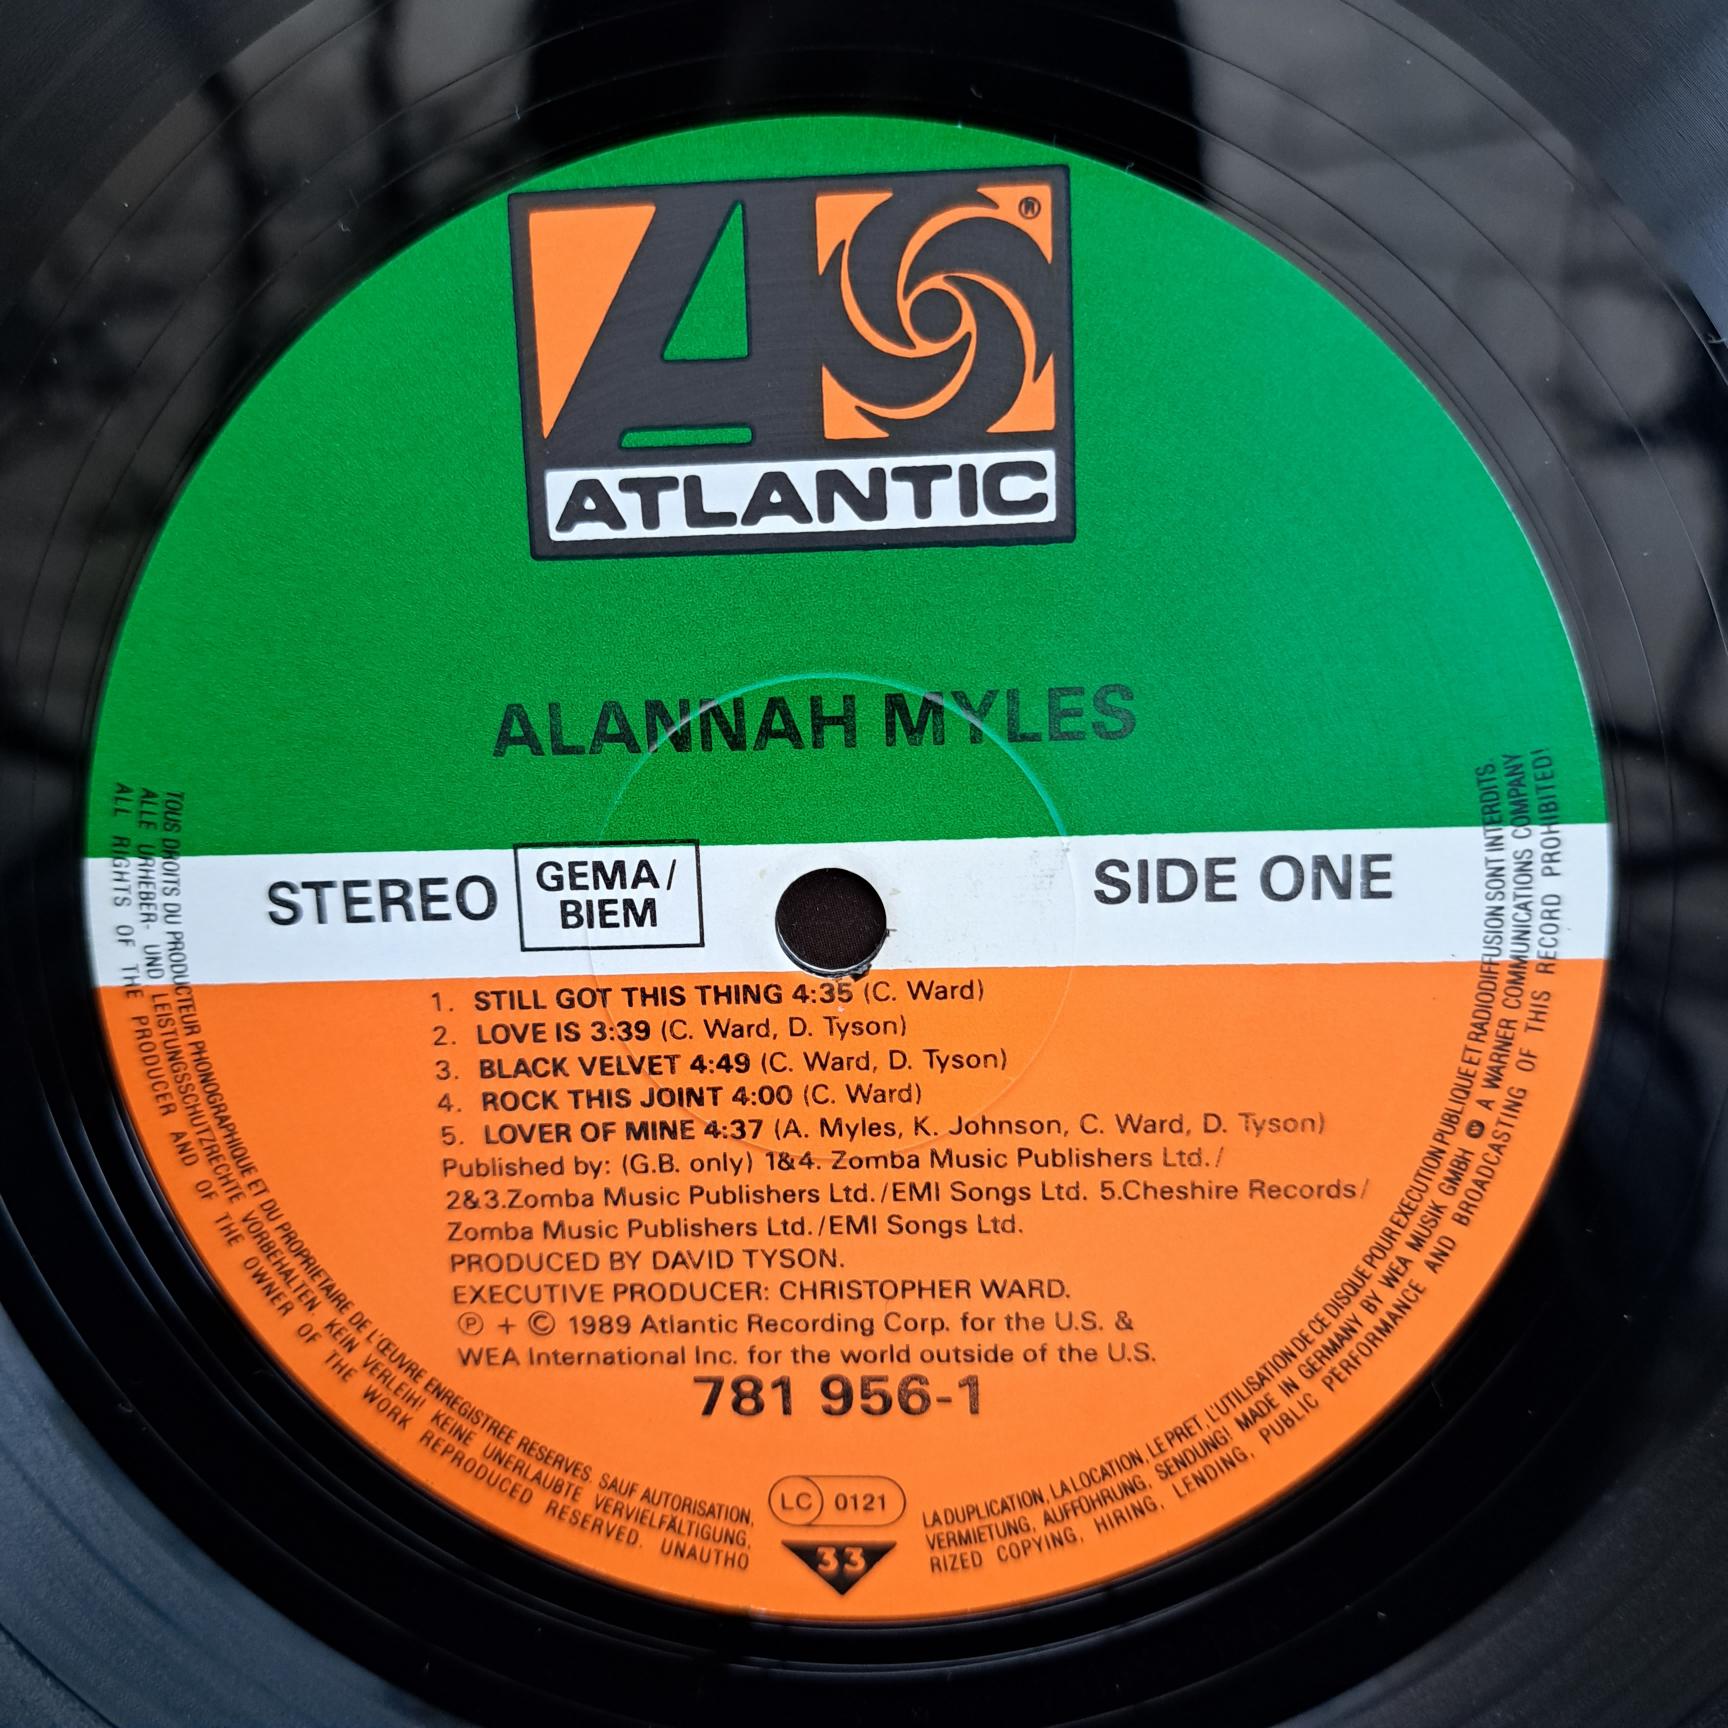 ®
ATLANTIC
ALANNAH MYLES
STEREO
GEMA/
BIEM
SIDE ONE
1. STILL GOT THIS THING 4:35 (C. Ward)
2. LOVE IS 3:39 (C. Ward, D. Tyson)
3. BLACK VELVET 4:49 (C. Ward, D. Tyson)
4. ROCK THIS JOINT 4:00 (C. Ward)
5. LOVER OF MINE 4:37 (A. Myles, K. Johnson, C. Ward, D. Tyson)
Published by: (G.B. only) 1&4. Zomba Music Publishers Ltd./
2&3.Zomba Music Publishers Ltd./EMI Songs Ltd. 5.Cheshire Records/
Zomba Music Publishers Ltd./EMI Songs Ltd.
PRODUCED BY DAVID TYSON.
EXECUTIVE PRODUCER: CHRISTOPHER WARD.
℗ + © 1989 Atlantic Recording Corp. for the U.S. &
WEA International Inc. for the world outside of the U.S.
781 956-1
LC 0121
33
TOUS DROITS DU PRODUCTEUR PHONOGRAPHIQUE ET DU PROPRIETAIRE DE L'ŒUVRE ENREGISTREE RESERVES. SAUF AUTORISATION, LA DUPLICATION, LA LOCATION, LE PRET, L'UTILISATION DE CE DISQUE POUR EXECUTION PUBLIQUE ET RADIODIFFUSION SONT INTERDITS.
ALLE URHEBER- UND LEISTUNGSSCHUTZRECHTE VORBEHALTEN. KEIN VERLEIH! KEINE UNERLAUBTE VERVIELFÄLTIGUNG, VERMIETUNG, AUFFÜHRUNG, SENDUNG! MADE IN GERMANY BY WEA MUSIK GMBH A WARNER COMMUNICATIONS COMPANY
ALL RIGHTS OF THE PRODUCER AND OF THE OWNER OF THE WORK REPRODUCED RESERVED. UNAUTHORIZED COPYING, HIRING, LENDING, PUBLIC PERFORMANCE AND BROADCASTING OF THIS RECORD PROHIBITED!